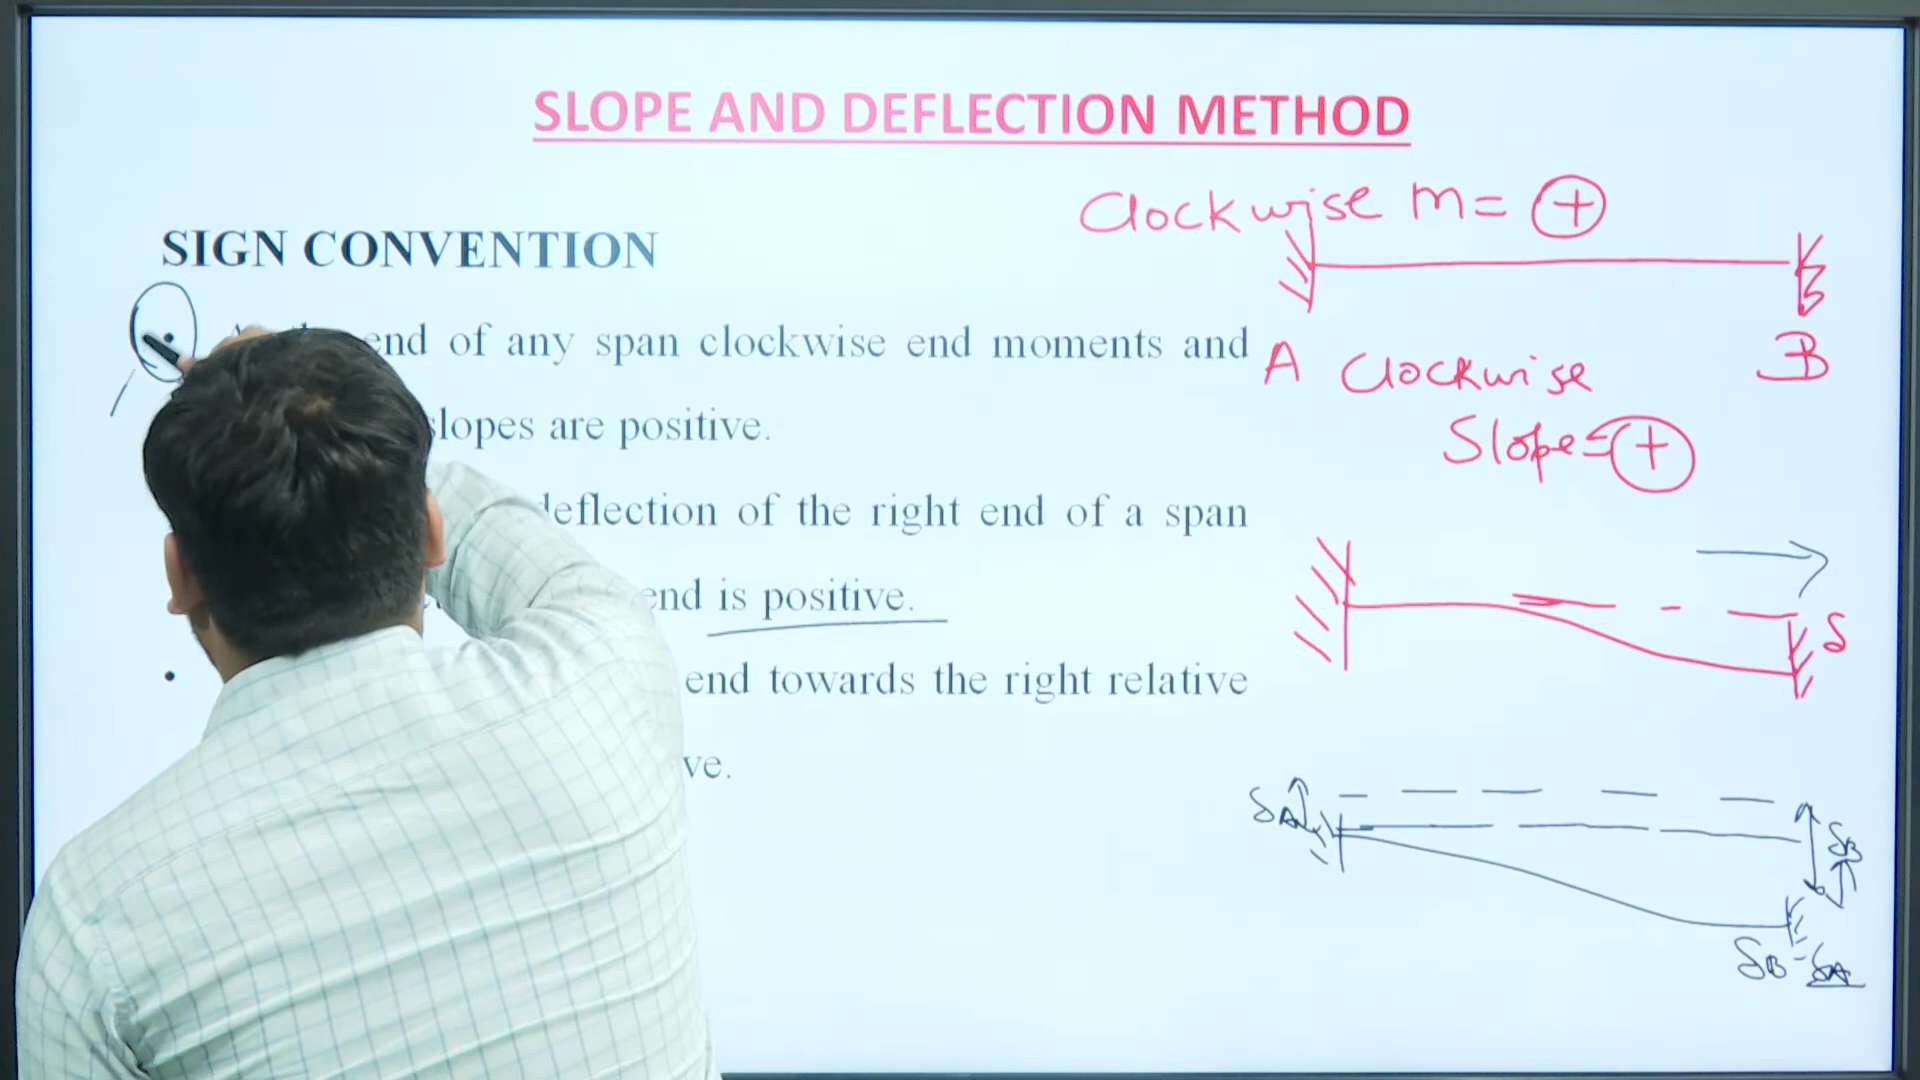 SLOPE AND DEFLECTION METHOD
Clockwise m = +
SIGN CONVENTION
end of any span clockwise end moments and
slopes are positive.
A
B
Clockwise
Slope = +
deflection of the right end of a span
end is positive.
δ
• end towards the right relative
ve.
δA
δB
δB - δA